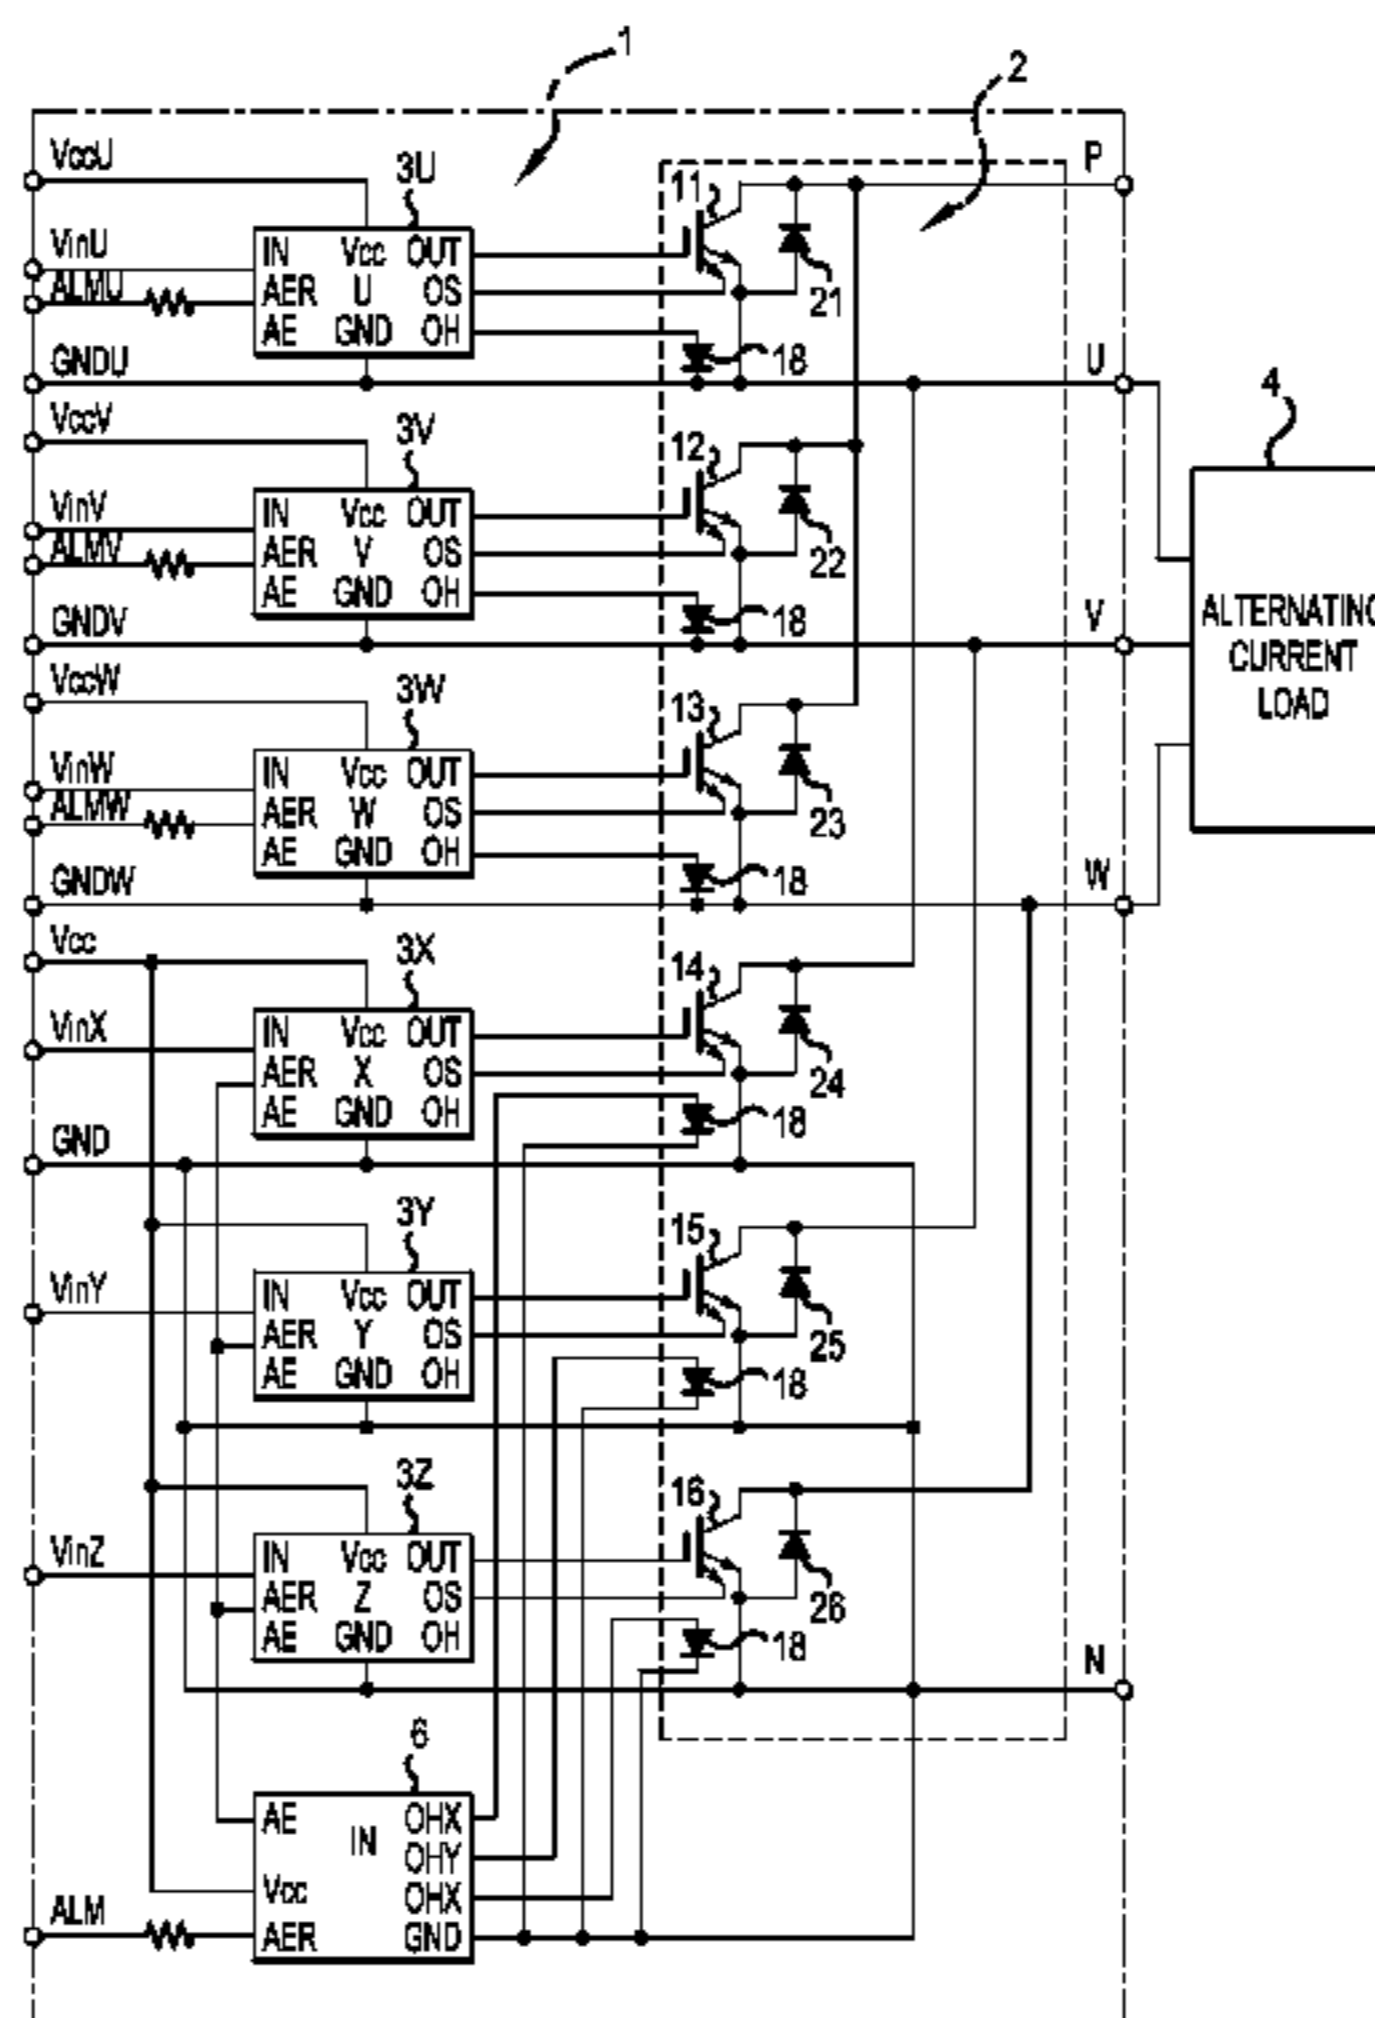 1
2
VccU
3U
11
P
VinU
IN Vcc OUT
ALMU
AER U OS
21
AE GND OH
18
GNDU
U
4
VccV
3V
12
VinV
IN Vcc OUT
ALMV
AER V OS
22
AE GND OH
18
GNDV
V
ALTERNATING
CURRENT
LOAD
VccW
3W
13
VinW
IN Vcc OUT
ALMW
AER W OS
23
AE GND OH
18
GNDW
W
Vcc
3X
14
VinX
IN Vcc OUT
AER X OS
24
AE GND OH
18
GND
3Y
15
VinY
IN Vcc OUT
AER Y OS
25
AE GND OH
18
3Z
16
VinZ
IN Vcc OUT
AER Z OS
26
AE GND OH
18
N
6
AE IN OHX
OHY
Vcc OHX
ALM
AER GND